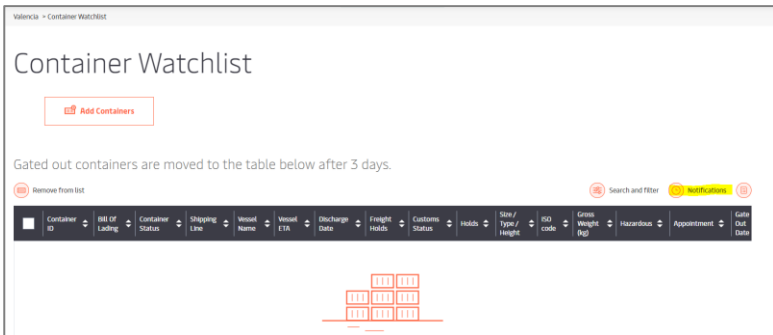 Valencia > Container Watchlist
Container Watchlist
Add Containers
Gated out containers are moved to the table below after 3 days.
Remove from list
Search and filter
Notifications
Container ID
Bill Of Lading
Container Status
Shipping Line
Vessel Name
Vessel ETA
Discharge Date
Freight Holds
Customs Status
Holds
Size / Type / Height
ISO code
Gross Weight (kg)
Hazardous
Appointment
Gate Out Date